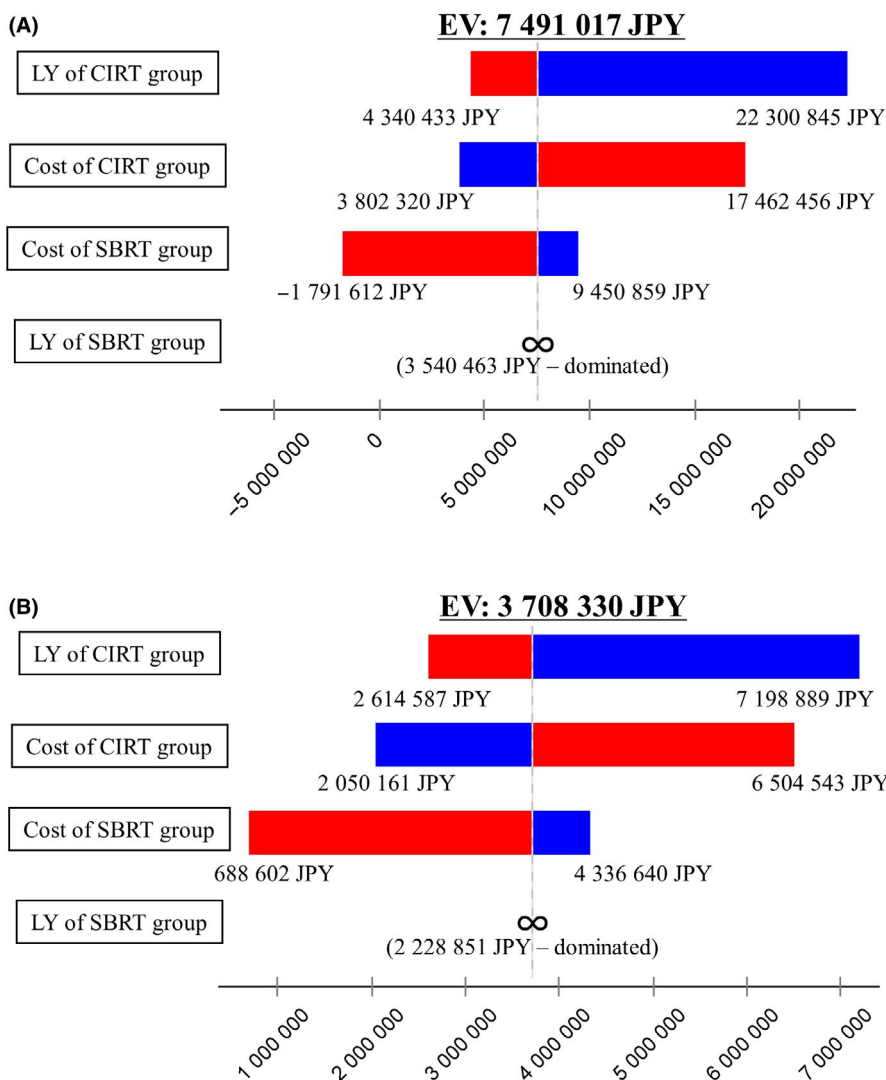 (A)
EV: 7 491 017 JPY
LY of CIRT group
4 340 433 JPY
22 300 845 JPY
Cost of CIRT group
3 802 320 JPY
17 462 456 JPY
Cost of SBRT group
−1 791 612 JPY
9 450 859 JPY
LY of SBRT group
∞
(3 540 463 JPY – dominated)
−5 000 000
0
5 000 000
10 000 000
15 000 000
20 000 000
(B)
EV: 3 708 330 JPY
LY of CIRT group
2 614 587 JPY
7 198 889 JPY
Cost of CIRT group
2 050 161 JPY
6 504 543 JPY
Cost of SBRT group
688 602 JPY
4 336 640 JPY
LY of SBRT group
∞
(2 228 851 JPY – dominated)
1 000 000
2 000 000
3 000 000
4 000 000
5 000 000
6 000 000
7 000 000